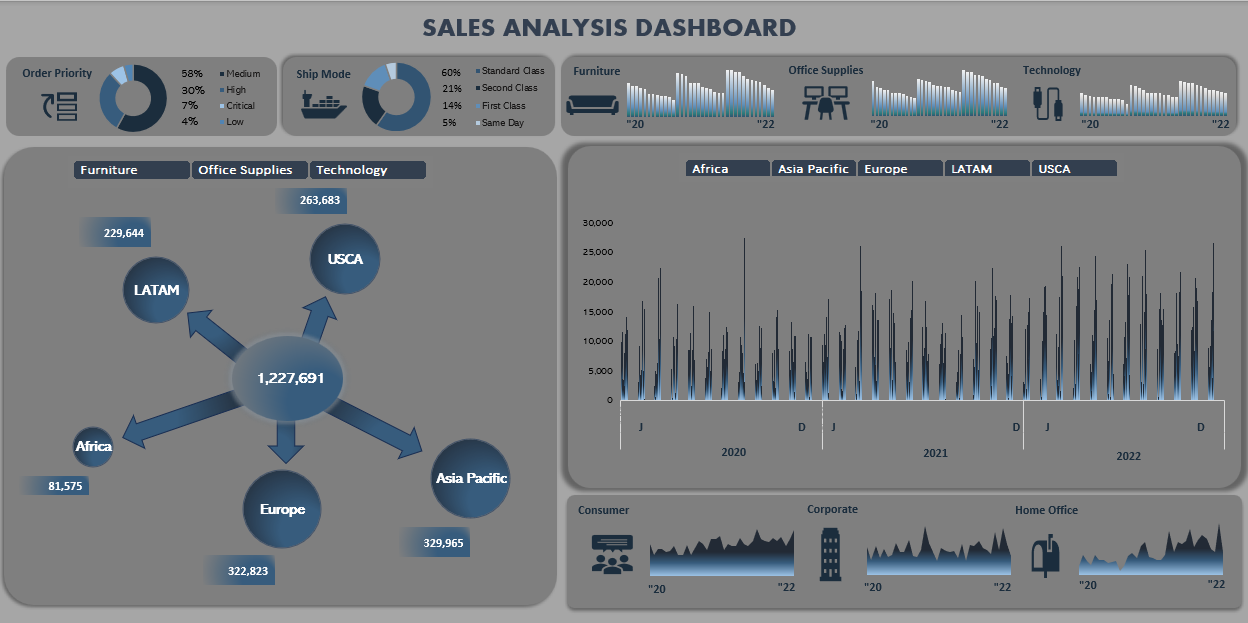 SALES ANALYSIS DASHBOARD
Order Priority
58% Medium
30% High
7% Critical
4% Low
Ship Mode
60% Standard Class
21% Second Class
14% First Class
5% Same Day
Furniture
"20 "22
Office Supplies
"20 "22
Technology
"20 "22
Furniture Office Supplies Technology
263,683
229,644
USCA
LATAM
1,227,691
Africa
81,575
Asia Pacific
Europe
329,965
322,823
Africa Asia Pacific Europe LATAM USCA
30,000
25,000
20,000
15,000
10,000
5,000
0
J D J D J D
2020 2021 2022
Consumer
"20 "22
Corporate
"20 "22
Home Office
"20 "22